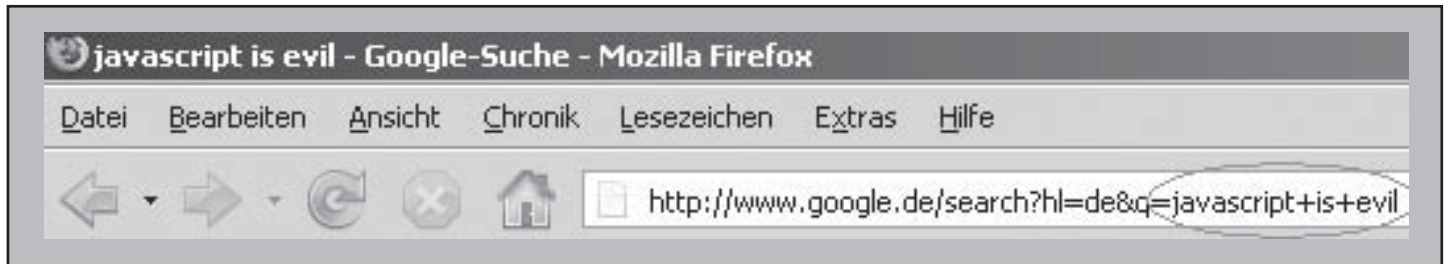 javascript is evil - Google-Suche - Mozilla Firefox
Datei Bearbeiten Ansicht Chronik Lesezeichen Extras Hilfe
http://www.google.de/search?hl=de&q=javascript+is+evil